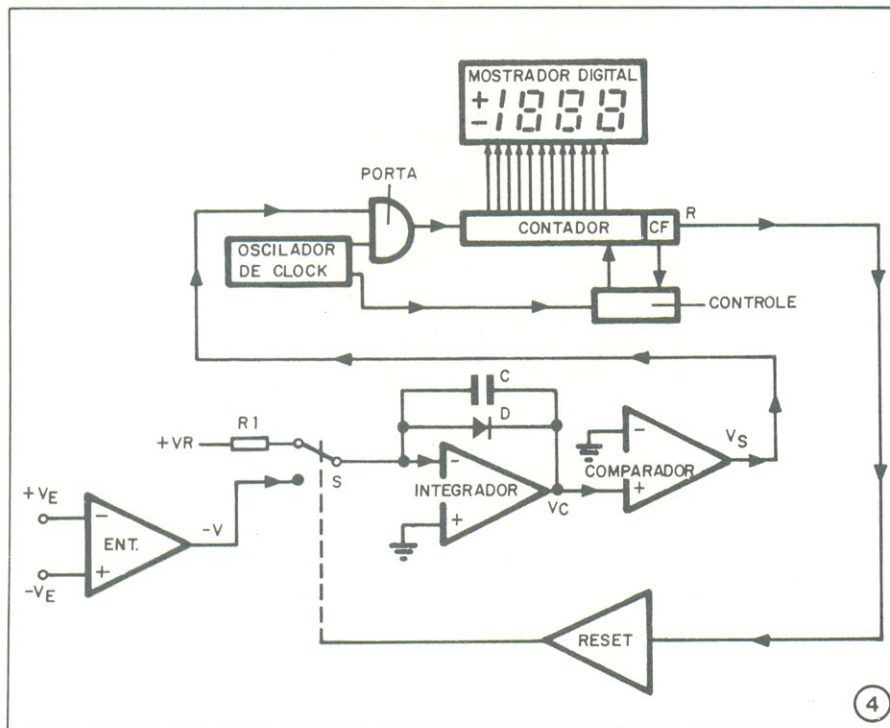 MOSTRADOR DIGITAL
+
- 1888
PORTA
CONTADOR
CF
R
OSCILADOR
DE CLOCK
CONTROLE
C
D
R1
+VR
S
-
INTEGRADOR
+
VC
-
COMPARADOR
+
VS
+VE
-
ENT.
-V
+
-VE
RESET
4